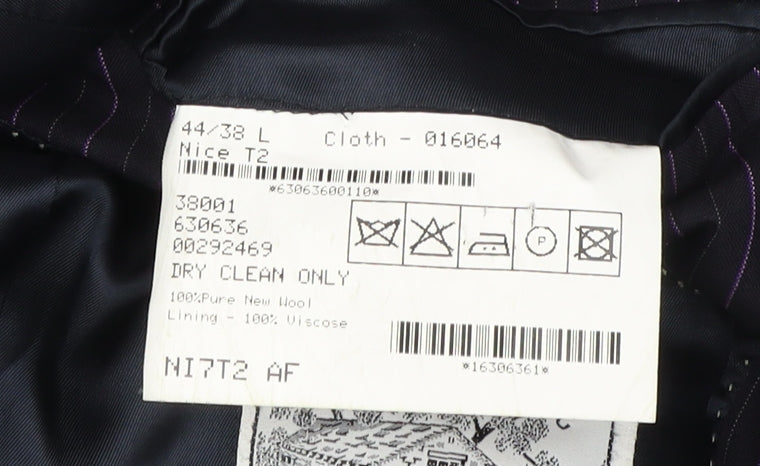 44/38 L Cloth - 016064
Nice T2
*63063600110*
38001
630636
00292469
P
DRY CLEAN ONLY
100%Pure New Wool
Lining - 100% Viscose
*16306361*
NI7T2 AF